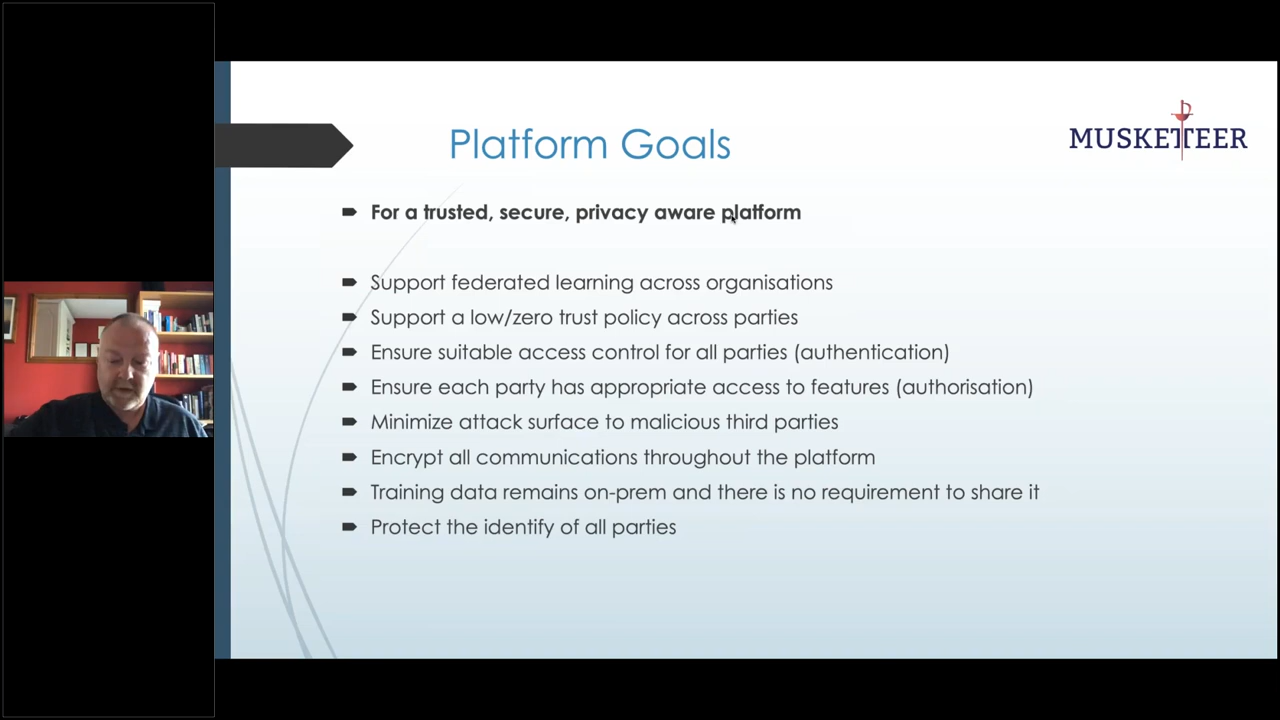 Platform Goals
MUSKETEER
For a trusted, secure, privacy aware platform
Support federated learning across organisations
Support a low/zero trust policy across parties
Ensure suitable access control for all parties (authentication)
Ensure each party has appropriate access to features (authorisation)
Minimize attack surface to malicious third parties
Encrypt all communications throughout the platform
Training data remains on-prem and there is no requirement to share it
Protect the identify of all parties